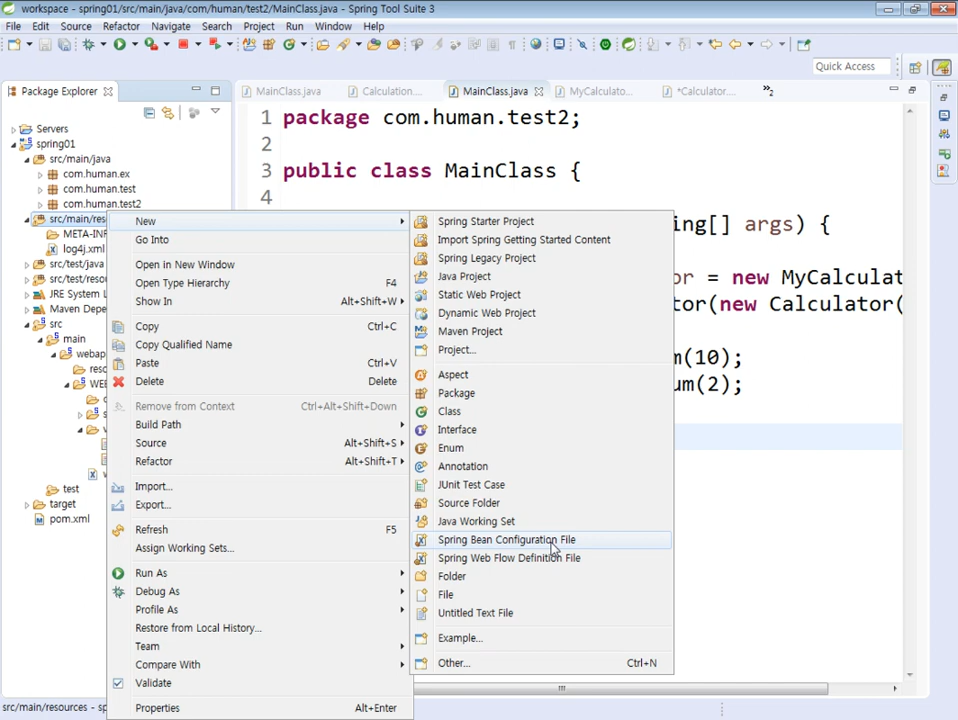 workspace - spring01/src/main/java/com/human/test2/MainClass.java - Spring Tool Suite 3
File Edit Source Refactor Navigate Search Project Run Window Help
Quick Access
Package Explorer
MainClass.java
Calculation....
MainClass.java
MyCalculato...
*Calculator....
»2
Servers
spring01
src/main/java
com.human.ex
com.human.test
com.human.test2
src/main/res
META-INF
log4j.xml
src/test/java
src/test/resou
JRE System L
Maven Depe
src
main
webap
reso
WE
test
target
pom.xml
1 package com.human.test2;
2
3 public class MainClass {
4
ing[] args) {
or = new MyCalculat
tor(new Calculator(
m(10);
um(2);
New
Go Into
Open in New Window
Open Type Hierarchy F4
Show In Alt+Shift+W
Copy Ctrl+C
Copy Qualified Name
Paste Ctrl+V
Delete Delete
Remove from Context Ctrl+Alt+Shift+Down
Build Path
Source Alt+Shift+S
Refactor Alt+Shift+T
Import...
Export...
Refresh F5
Assign Working Sets...
Run As
Debug As
Profile As
Restore from Local History...
Team
Compare With
Validate
Properties Alt+Enter
Spring Starter Project
Import Spring Getting Started Content
Spring Legacy Project
Java Project
Static Web Project
Dynamic Web Project
Maven Project
Project...
Aspect
Package
Class
Interface
Enum
Annotation
JUnit Test Case
Source Folder
Java Working Set
Spring Bean Configuration File
Spring Web Flow Definition File
Folder
File
Untitled Text File
Example...
Other... Ctrl+N
src/main/resources - sp